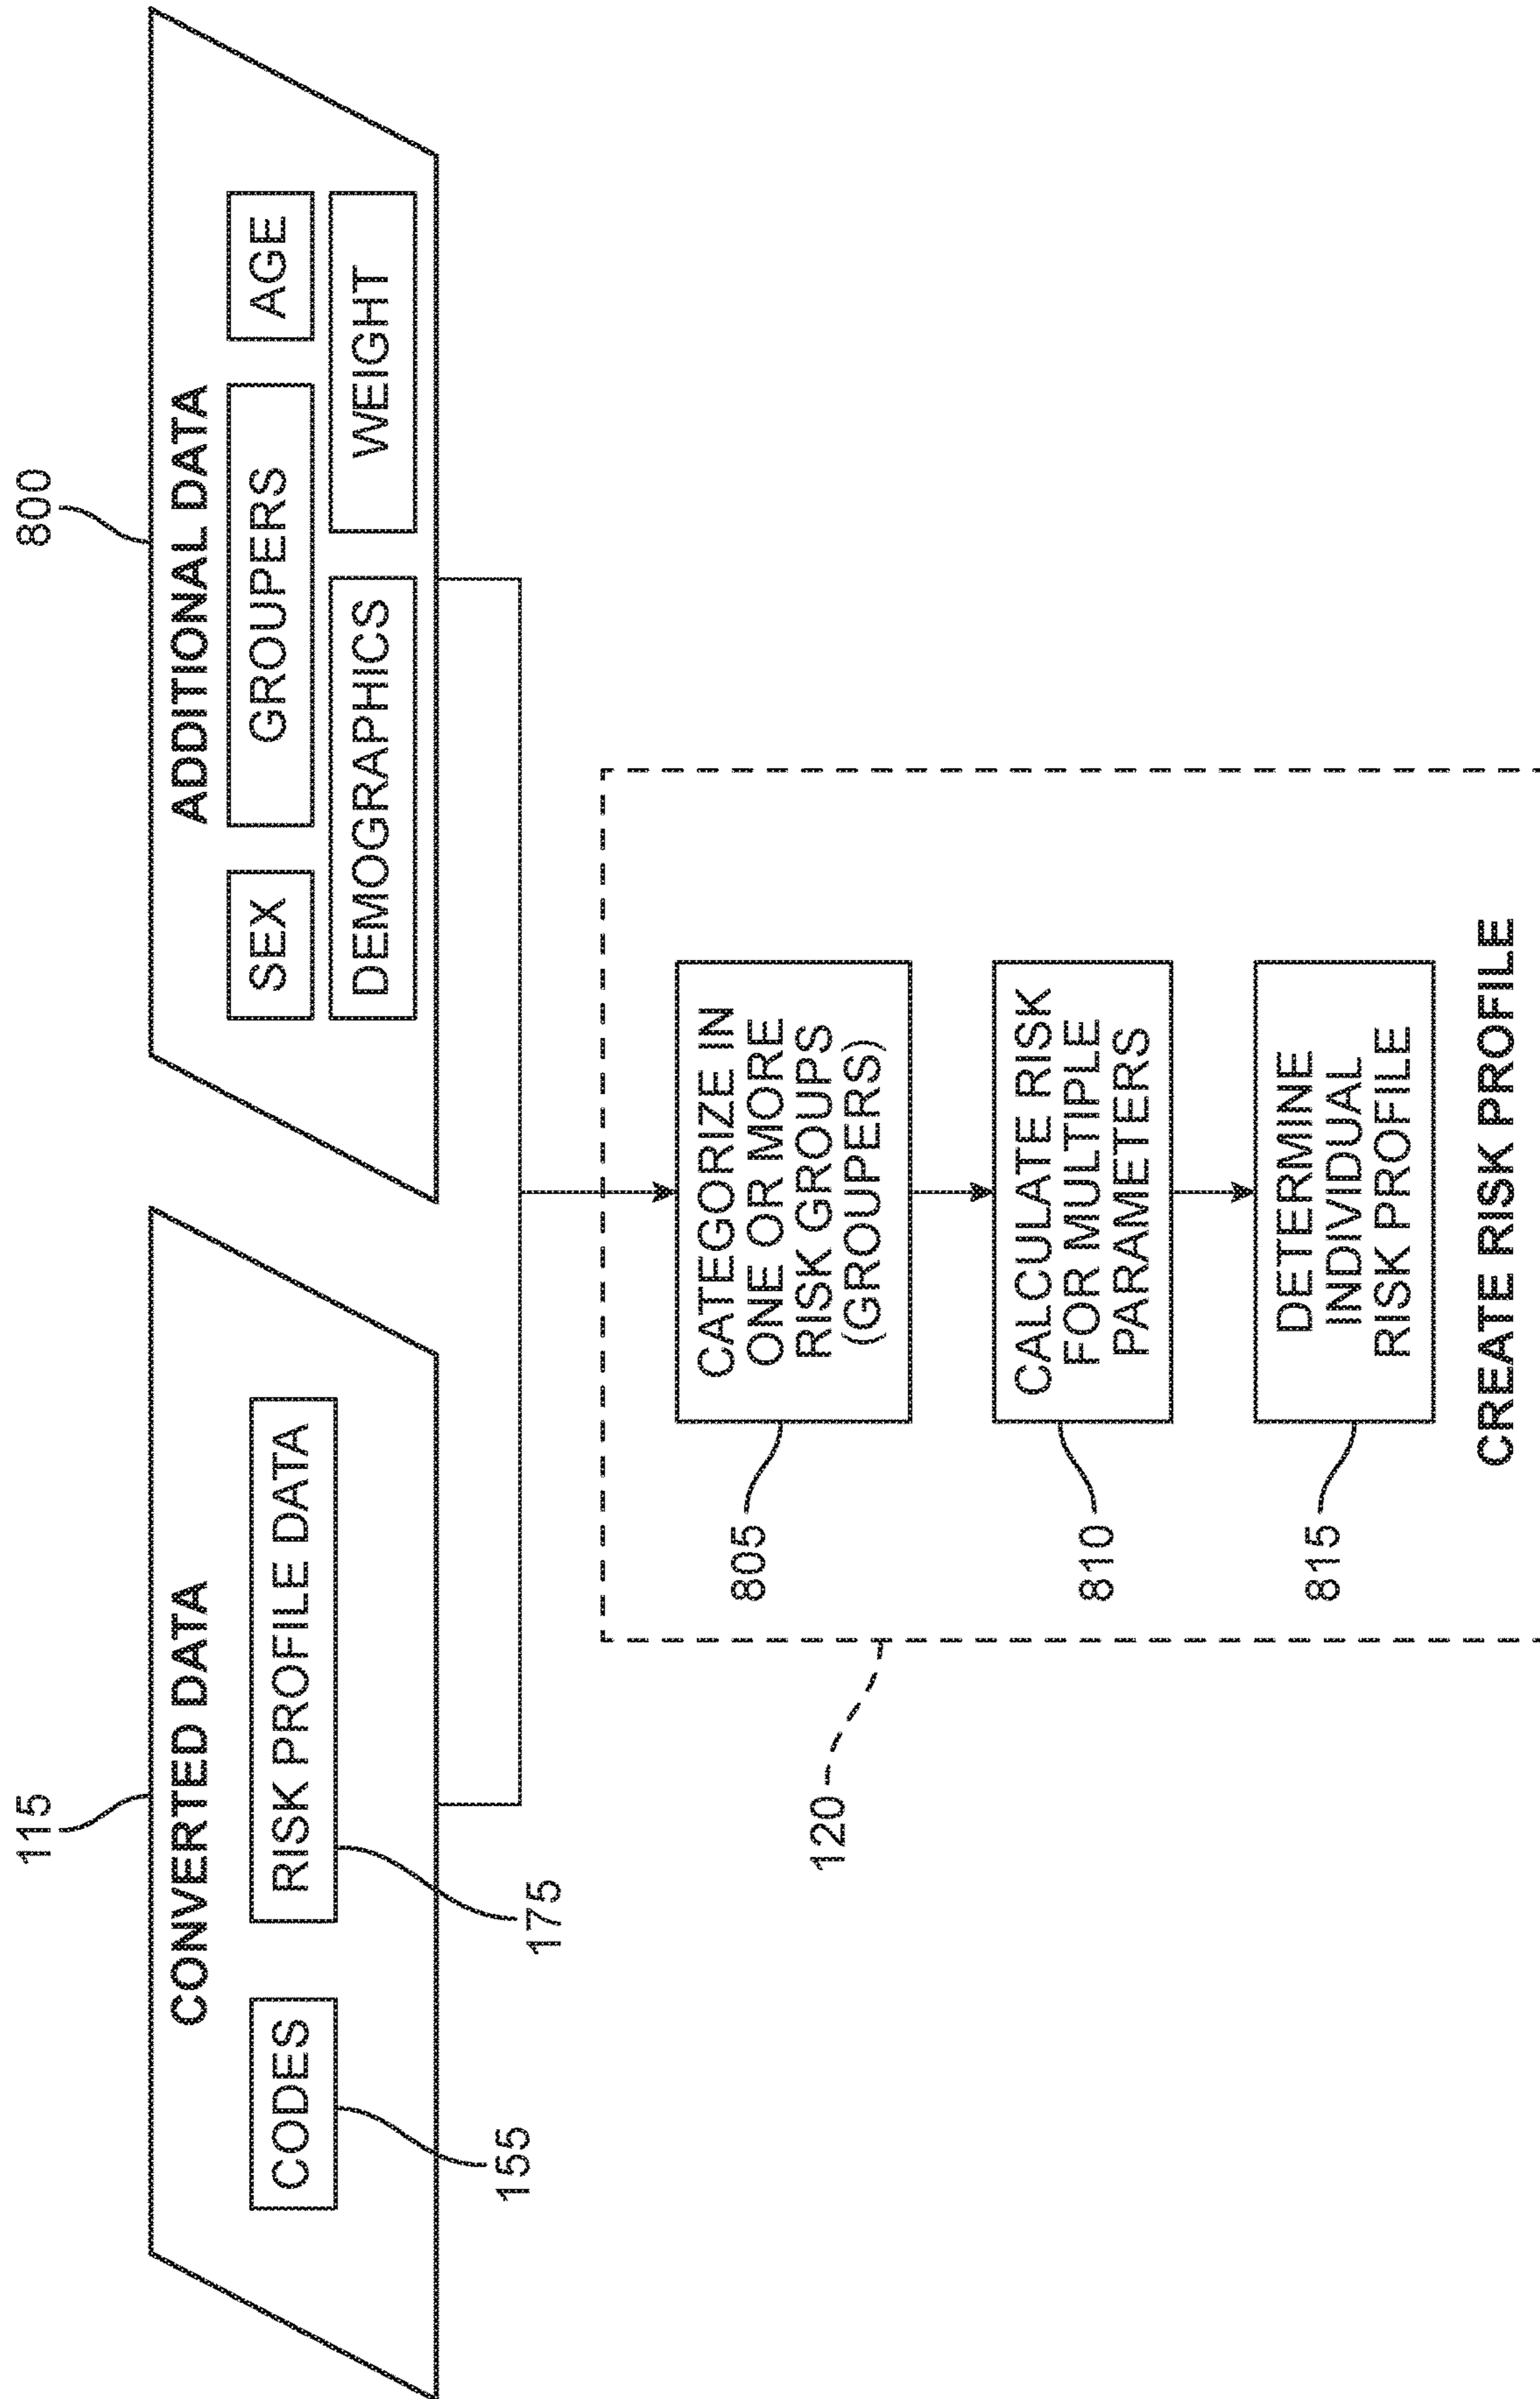 115
800
CONVERTED DATA
CODES
RISK PROFILE DATA
155
175
ADDITIONAL DATA
SEX
GROUPERS
AGE
DEMOGRAPHICS
WEIGHT
120
805
CATEGORIZE IN
ONE OR MORE
RISK GROUPS
(GROUPERS)
810
CALCULATE RISK
FOR MULTIPLE
PARAMETERS
815
DETERMINE
INDIVIDUAL
RISK PROFILE
CREATE RISK PROFILE